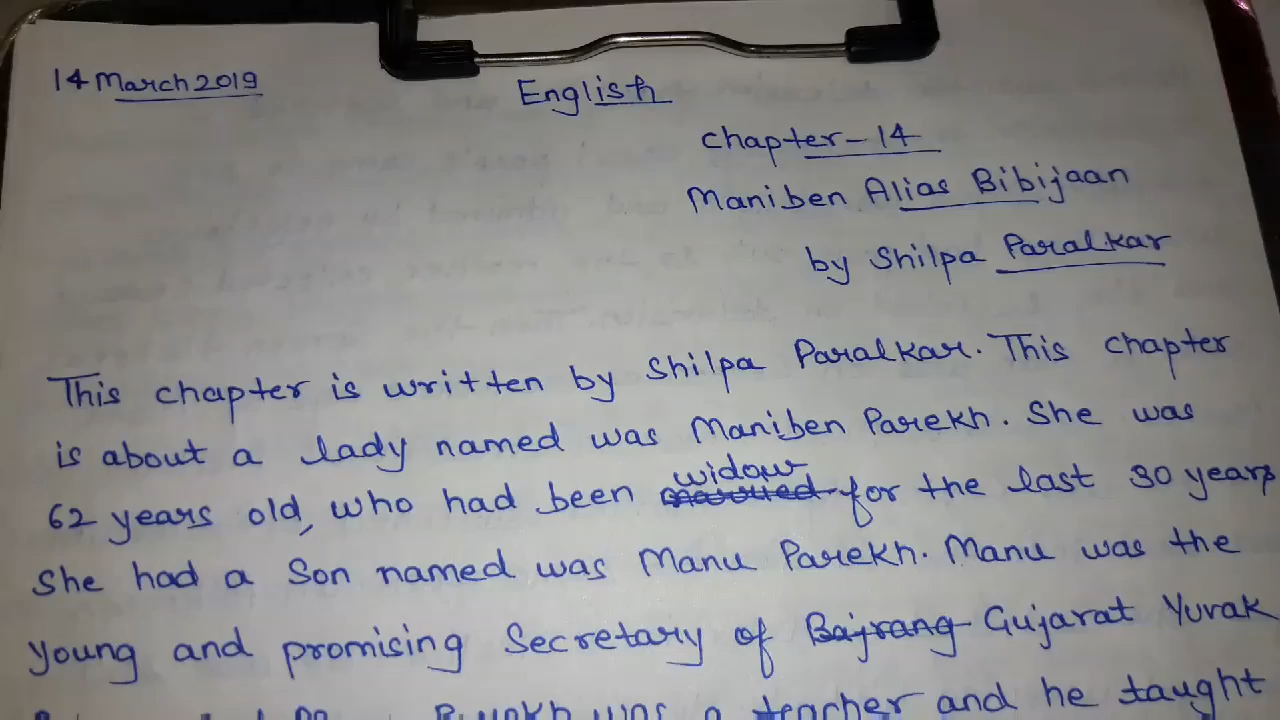 14 March 2019
English
Chapter-14
Maniben Alias Bibijaan
by Shilpa Paralkar
This chapter is written by Shilpa Paralkar. This chapter
is about a lady named was Maniben Parekh. She was
62 years old, who had been widow for the last 30 years
She had a Son named was Manu Parekh. Manu was the
young and promising Secretary of Bajrang Gujarat Yuvak
was a teacher and he taught